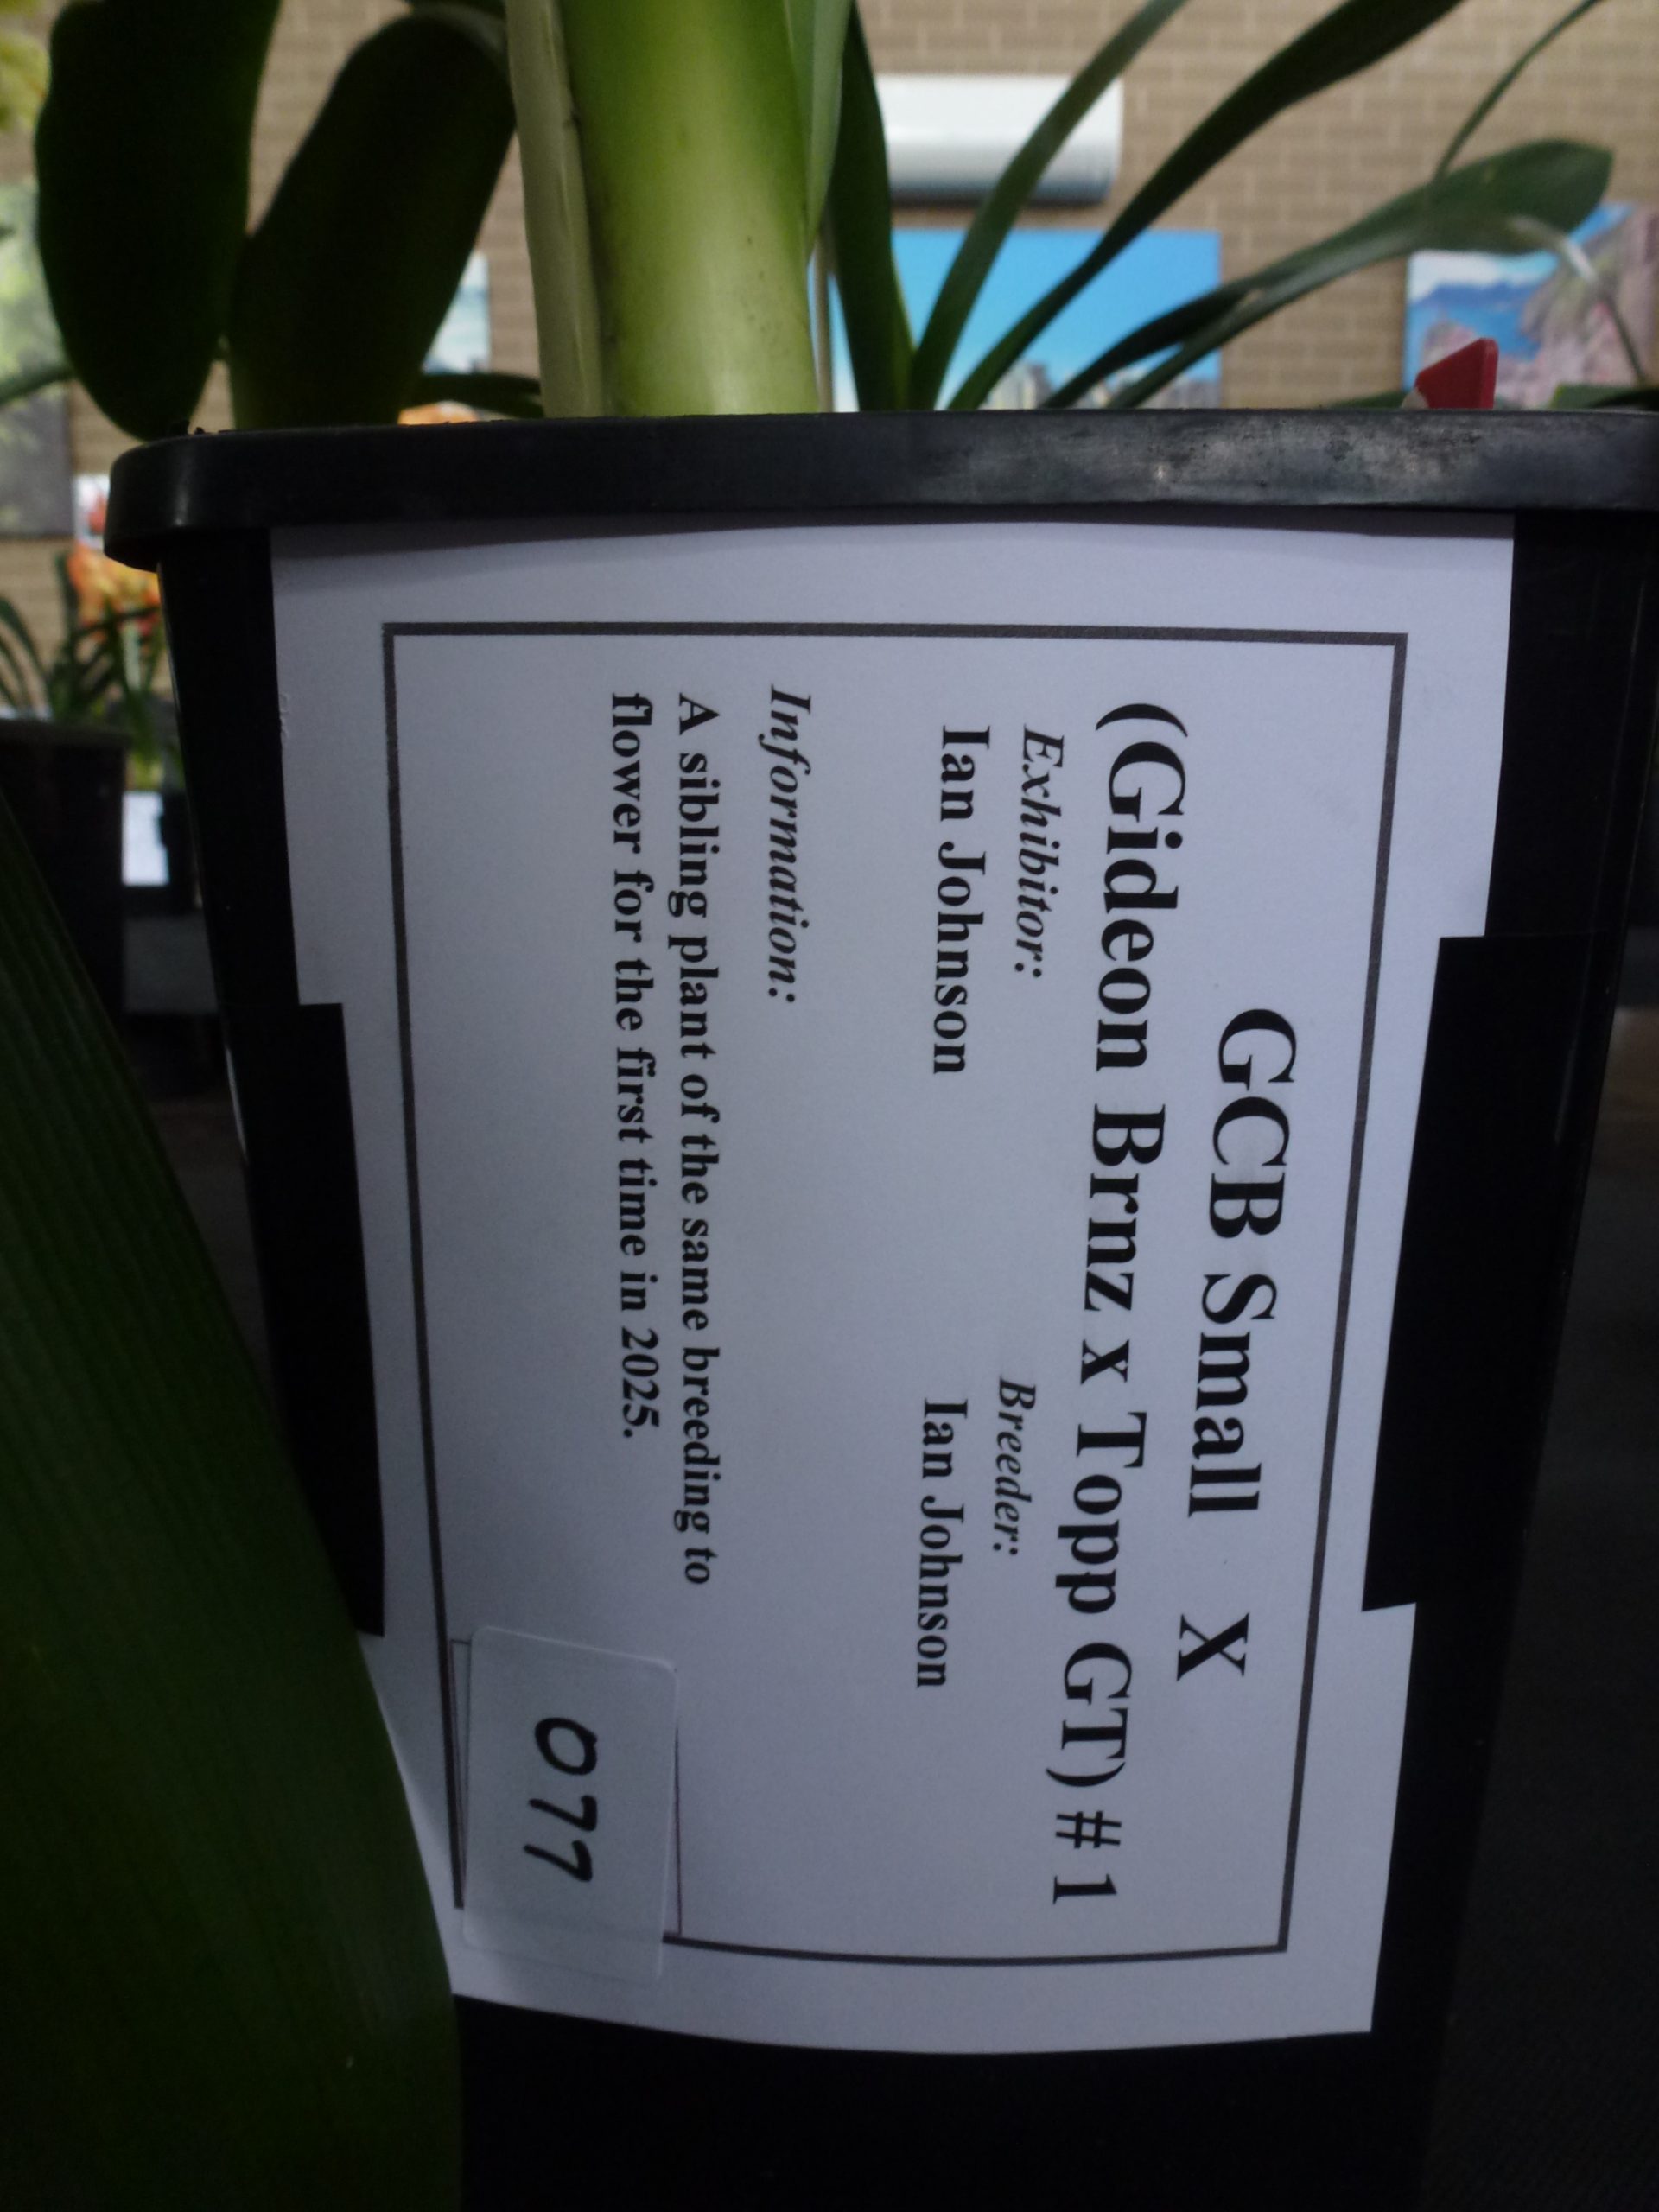 GCB Small X
(Gideon Brnz x Topp GT) # 1
Exhibitor: Breeder:
Ian Johnson Ian Johnson
Information:
A sibling plant of the same breeding to
flower for the first time in 2025.
077